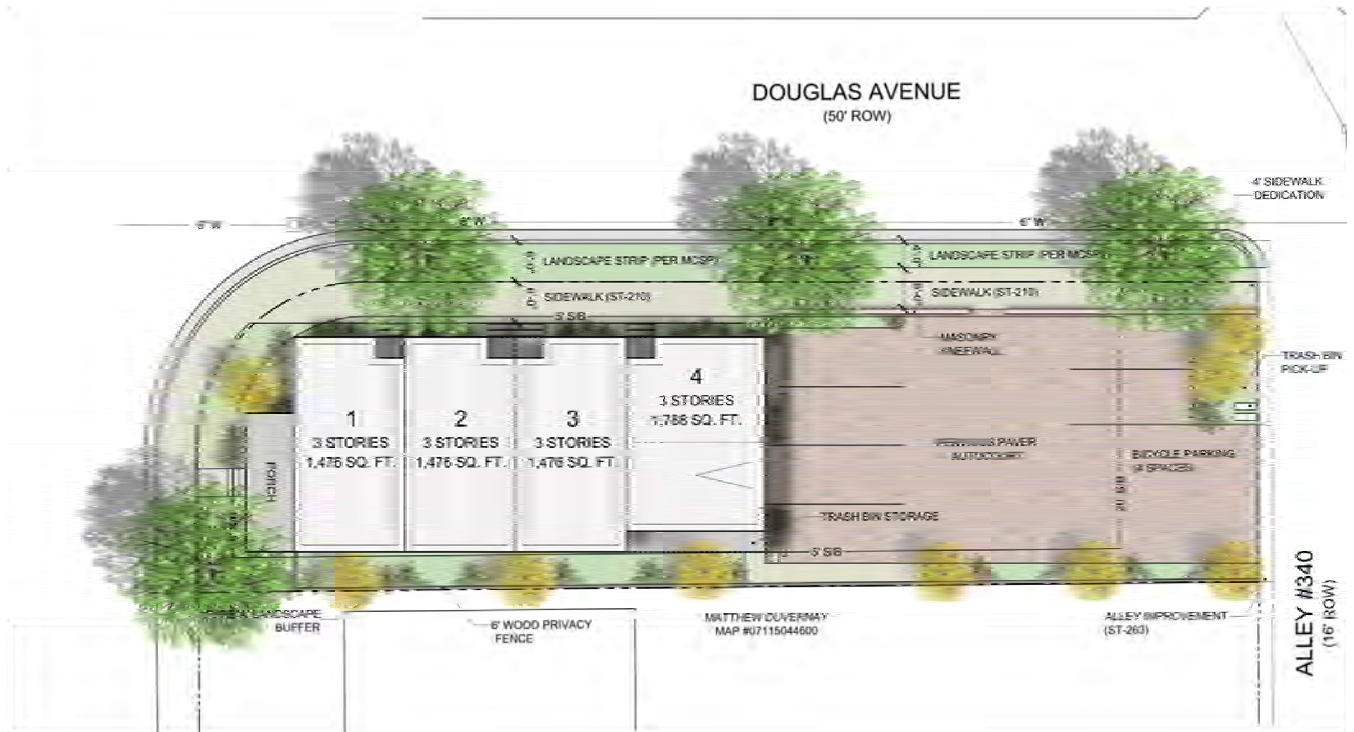 DOUGLAS AVENUE
(50' ROW)
4' SIDEWALK
DEDICATION
6" W
6" W
LANDSCAPE STRIP (PER MCSP)
LANDSCAPE STRIP (PER MCSP)
SIDEWALK (ST-210)
SIDEWALK (ST-210)
5' S/B
MASONRY
KNEEWALL
TRASH BIN
PICK-UP
1
3 STORIES
1,476 SQ. FT.
2
3 STORIES
1,476 SQ. FT.
3
3 STORIES
1,476 SQ. FT.
4
3 STORIES
1,786 SQ. FT.
PORCH
PERVIOUS PAVER
AUTOCOURT
BICYCLE PARKING
(4 SPACES)
20' S/B
TRASH BIN STORAGE
5' S/B
LANDSCAPE
BUFFER
6' WOOD PRIVACY
FENCE
MATTHEW DUVERNAY
MAP #07115044600
ALLEY IMPROVEMENT
(ST-263)
ALLEY #340
(16' ROW)